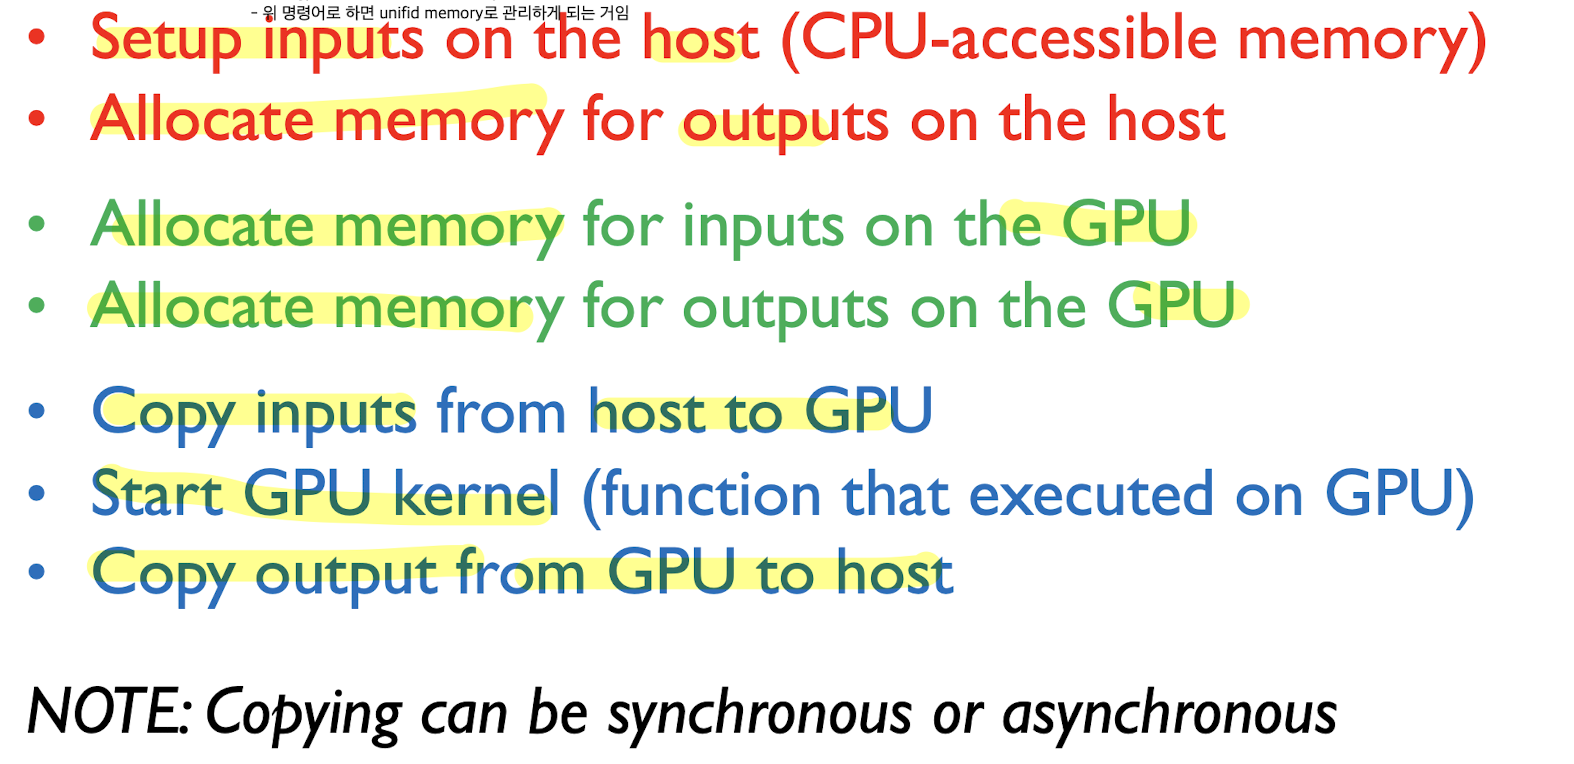 - 위 명령어로 하면 unifid memory로 관리하게 되는 거임
• Setup inputs on the host (CPU-accessible memory)
• Allocate memory for outputs on the host
• Allocate memory for inputs on the GPU
• Allocate memory for outputs on the GPU
• Copy inputs from host to GPU
• Start GPU kernel (function that executed on GPU)
• Copy output from GPU to host
NOTE: Copying can be synchronous or asynchronous